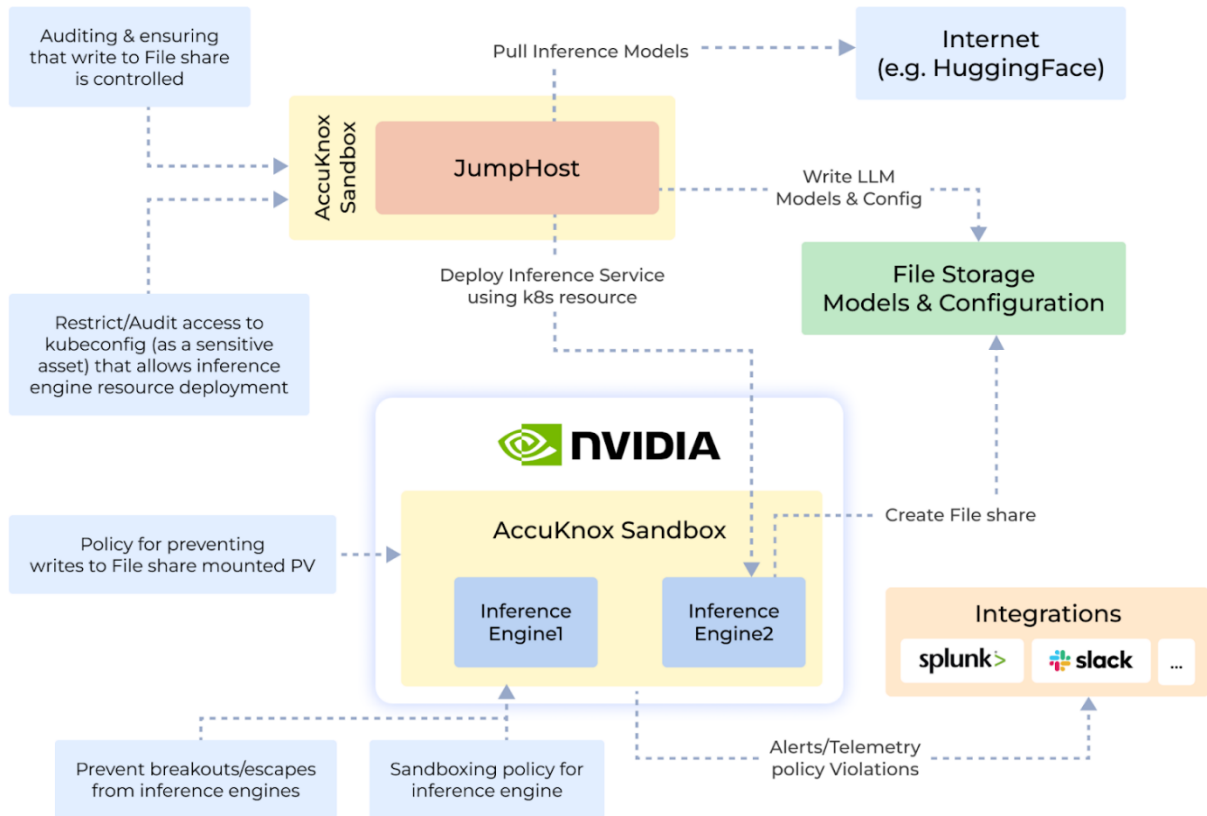 Auditing & ensuring
that write to File share
is controlled
Pull Inference Models
Internet
(e.g. HuggingFace)
AccuKnox
Sandbox
JumpHost
Write LLM
Models & Config
Deploy Inference Service
using k8s resource
File Storage
Models & Configuration
Restrict/Audit access to
kubeconfig (as a sensitive
asset) that allows inference
engine resource deployment
NVIDIA
AccuKnox Sandbox
Create File share
Policy for preventing
writes to File share mounted PV
Inference
Engine1
Inference
Engine2
Integrations
splunk>
slack
...
Alerts/Telemetry
policy Violations
Prevent breakouts/escapes
from inference engines
Sandboxing policy for
inference engine